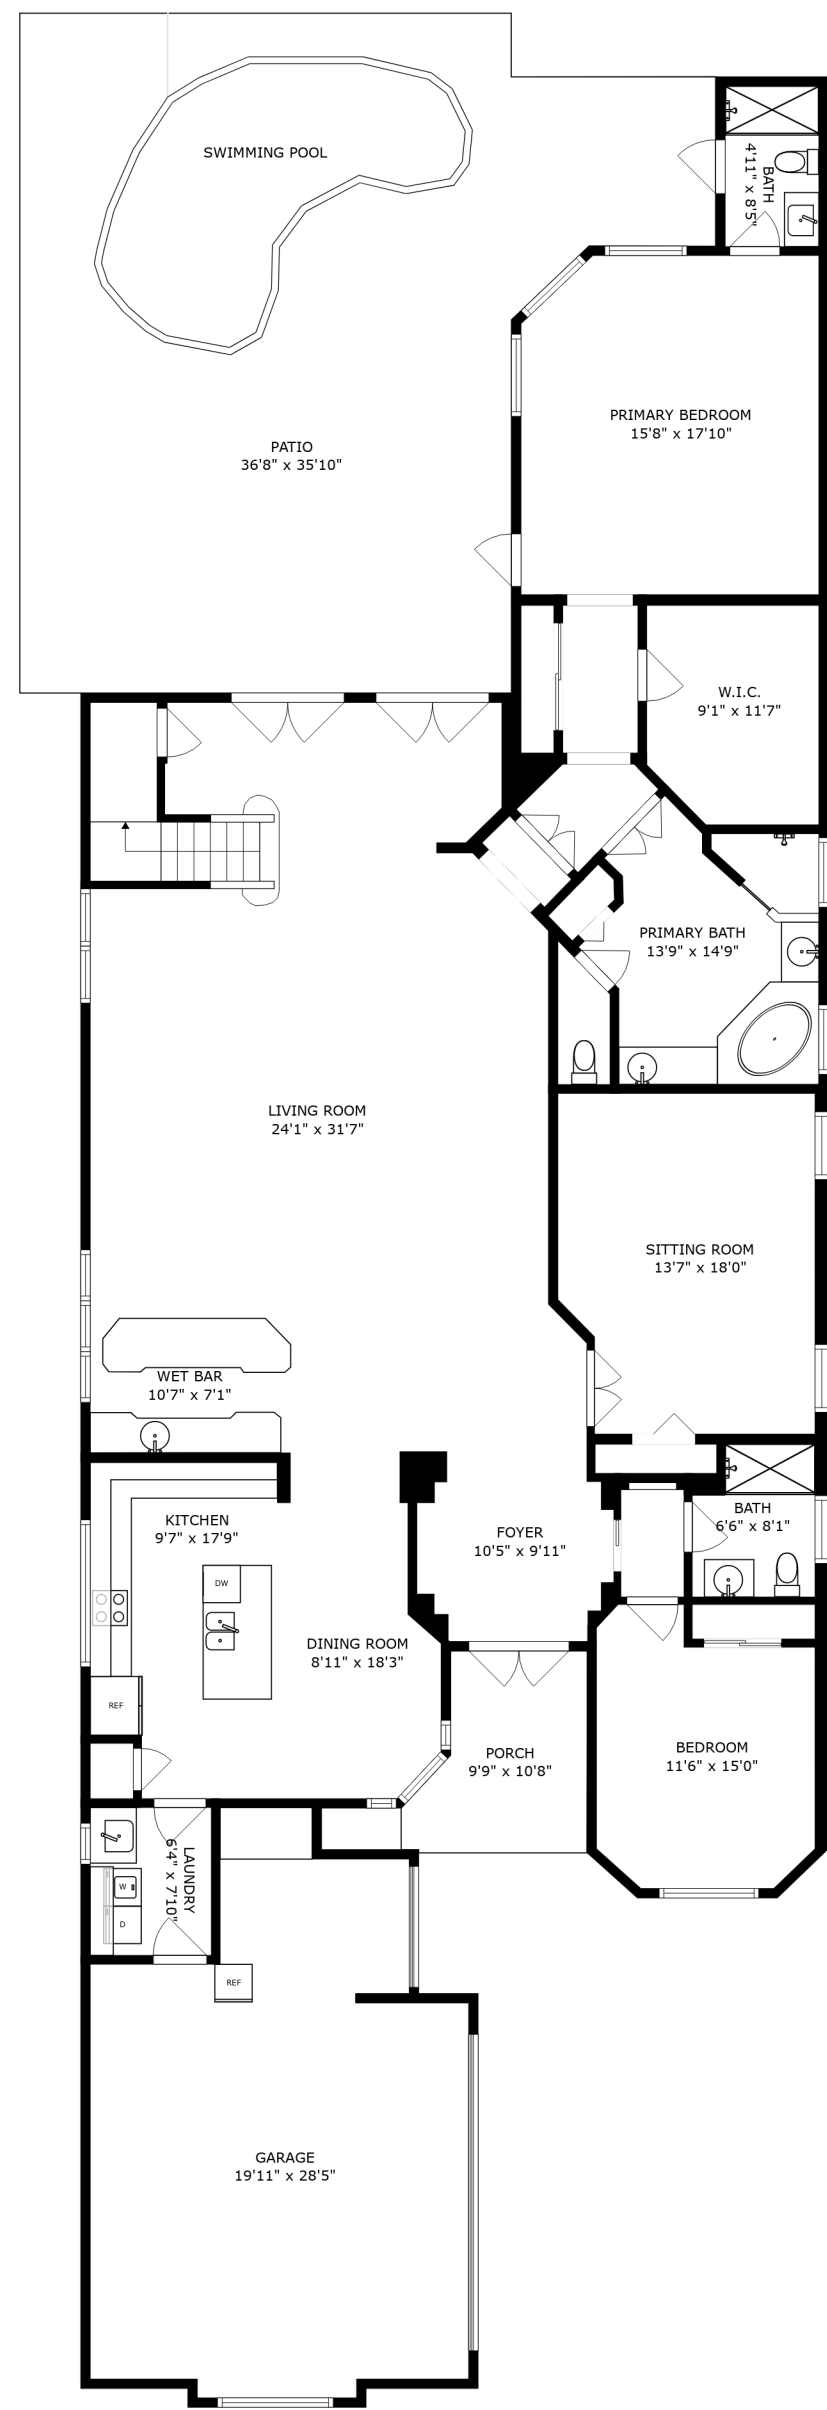 SWIMMING POOL
BATH
4'11" x 8'5"
PRIMARY BEDROOM
15'8" x 17'10"
PATIO
36'8" x 35'10"
W.I.C.
9'1" x 11'7"
PRIMARY BATH
13'9" x 14'9"
LIVING ROOM
24'1" x 31'7"
SITTING ROOM
13'7" x 18'0"
WET BAR
10'7" x 7'1"
KITCHEN
9'7" x 17'9"
FOYER
10'5" x 9'11"
BATH
6'6" x 8'1"
DW
DINING ROOM
8'11" x 18'3"
REF
PORCH
9'9" x 10'8"
BEDROOM
11'6" x 15'0"
LAUNDRY
6'4" x 7'10"
W
D
REF
GARAGE
19'11" x 28'5"